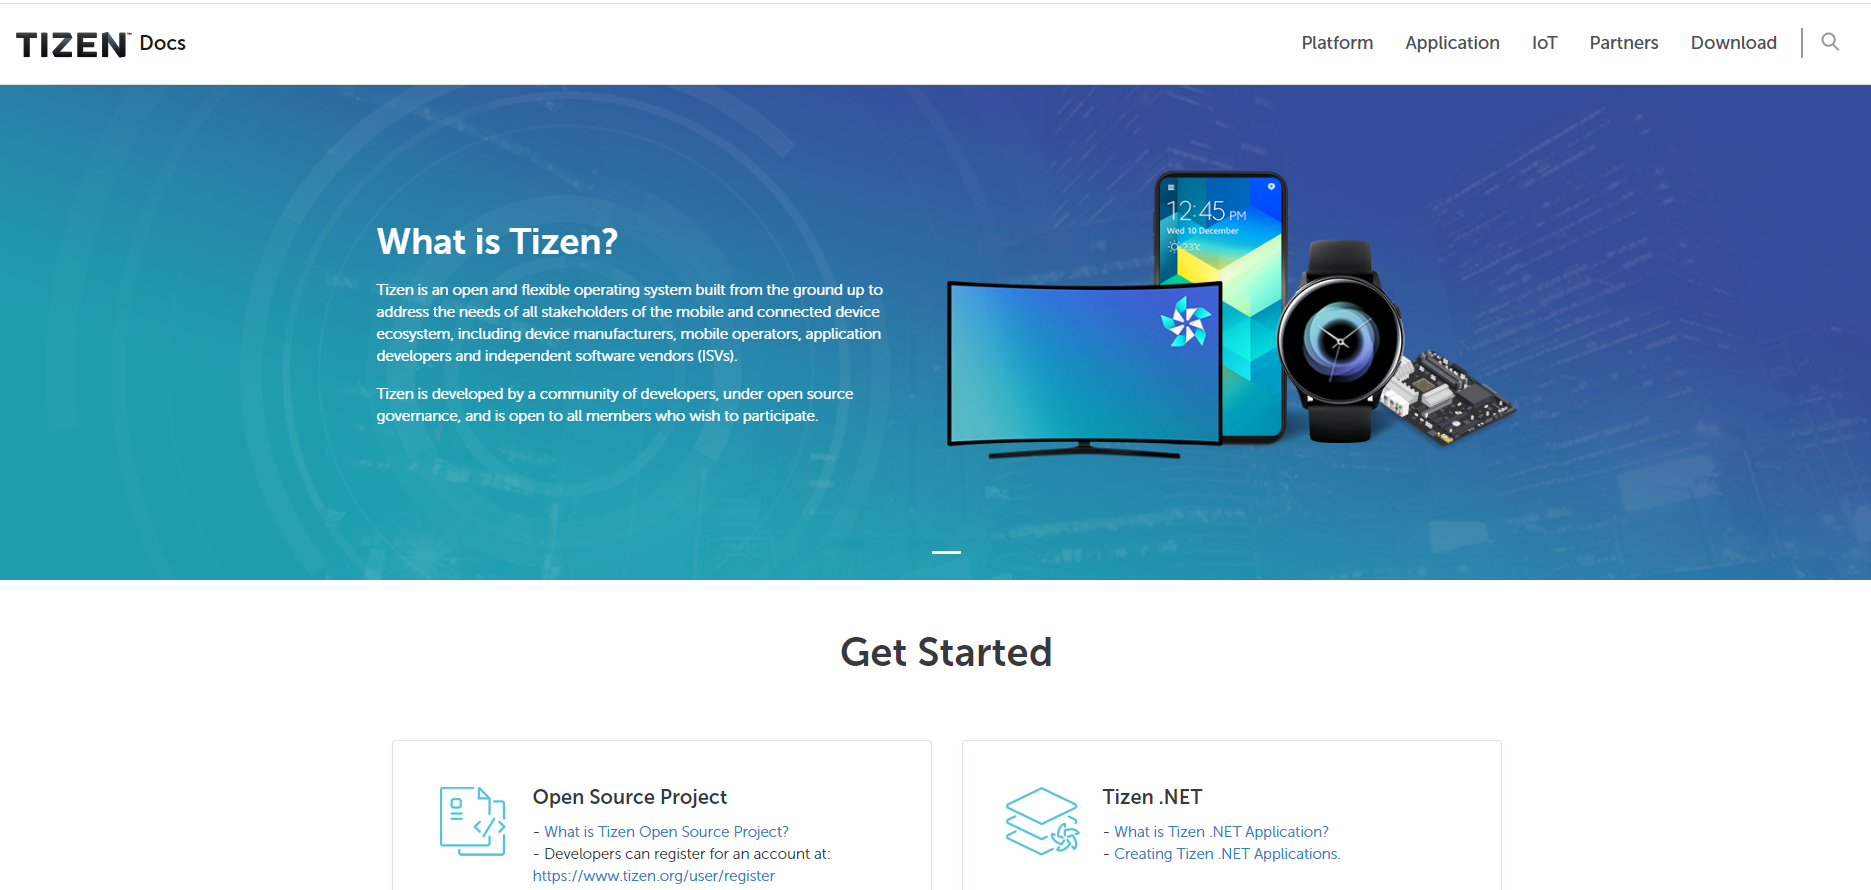 TIZEN™ Docs
Platform Application IoT Partners Download
What is Tizen?
Tizen is an open and flexible operating system built from the ground up to
address the needs of all stakeholders of the mobile and connected device
ecosystem, including device manufacturers, mobile operators, application
developers and independent software vendors (ISVs).
Tizen is developed by a community of developers, under open source
governance, and is open to all members who wish to participate.
12:45 PM
Wed 10 December
23°c
Get Started
Open Source Project
- What is Tizen Open Source Project?
- Developers can register for an account at:
https://www.tizen.org/user/register
Tizen .NET
- What is Tizen .NET Application?
- Creating Tizen .NET Applications.